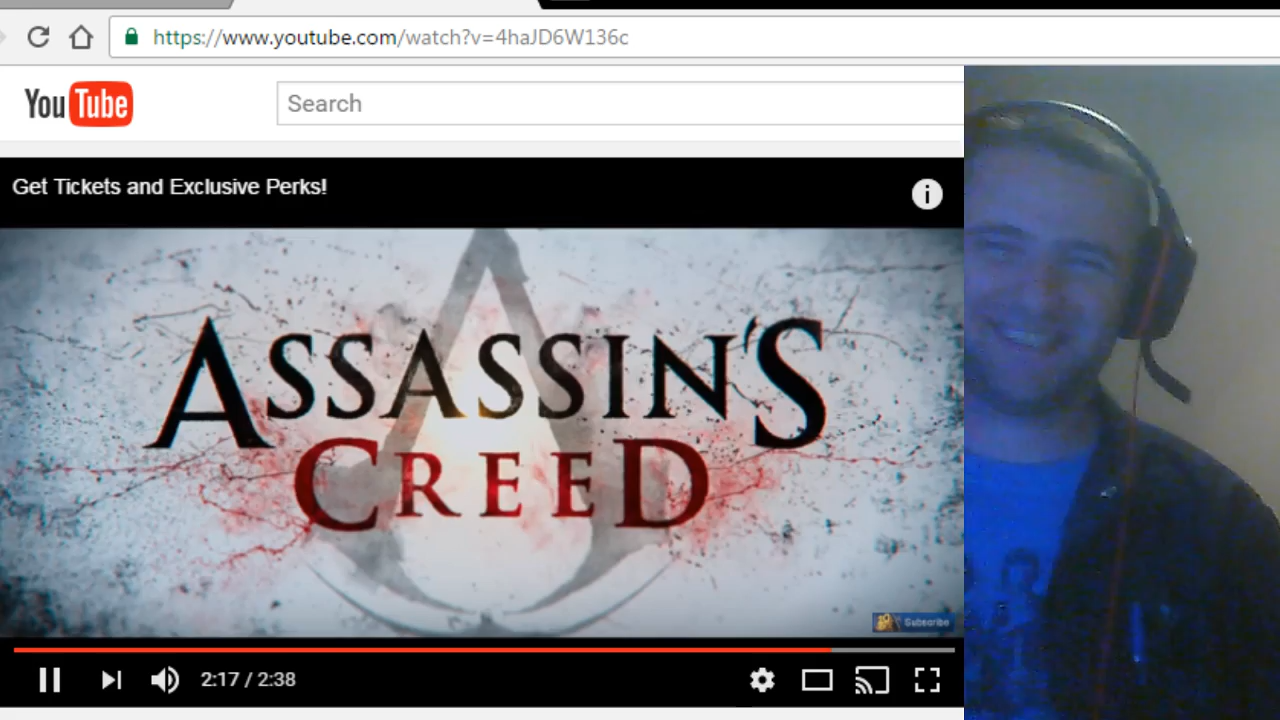 https://www.youtube.com/watch?v=4haJD6W136c
YouTube
Search
Get Tickets and Exclusive Perks!
i
ASSASSIN'S
CREED
Subscribe
2:17 / 2:38